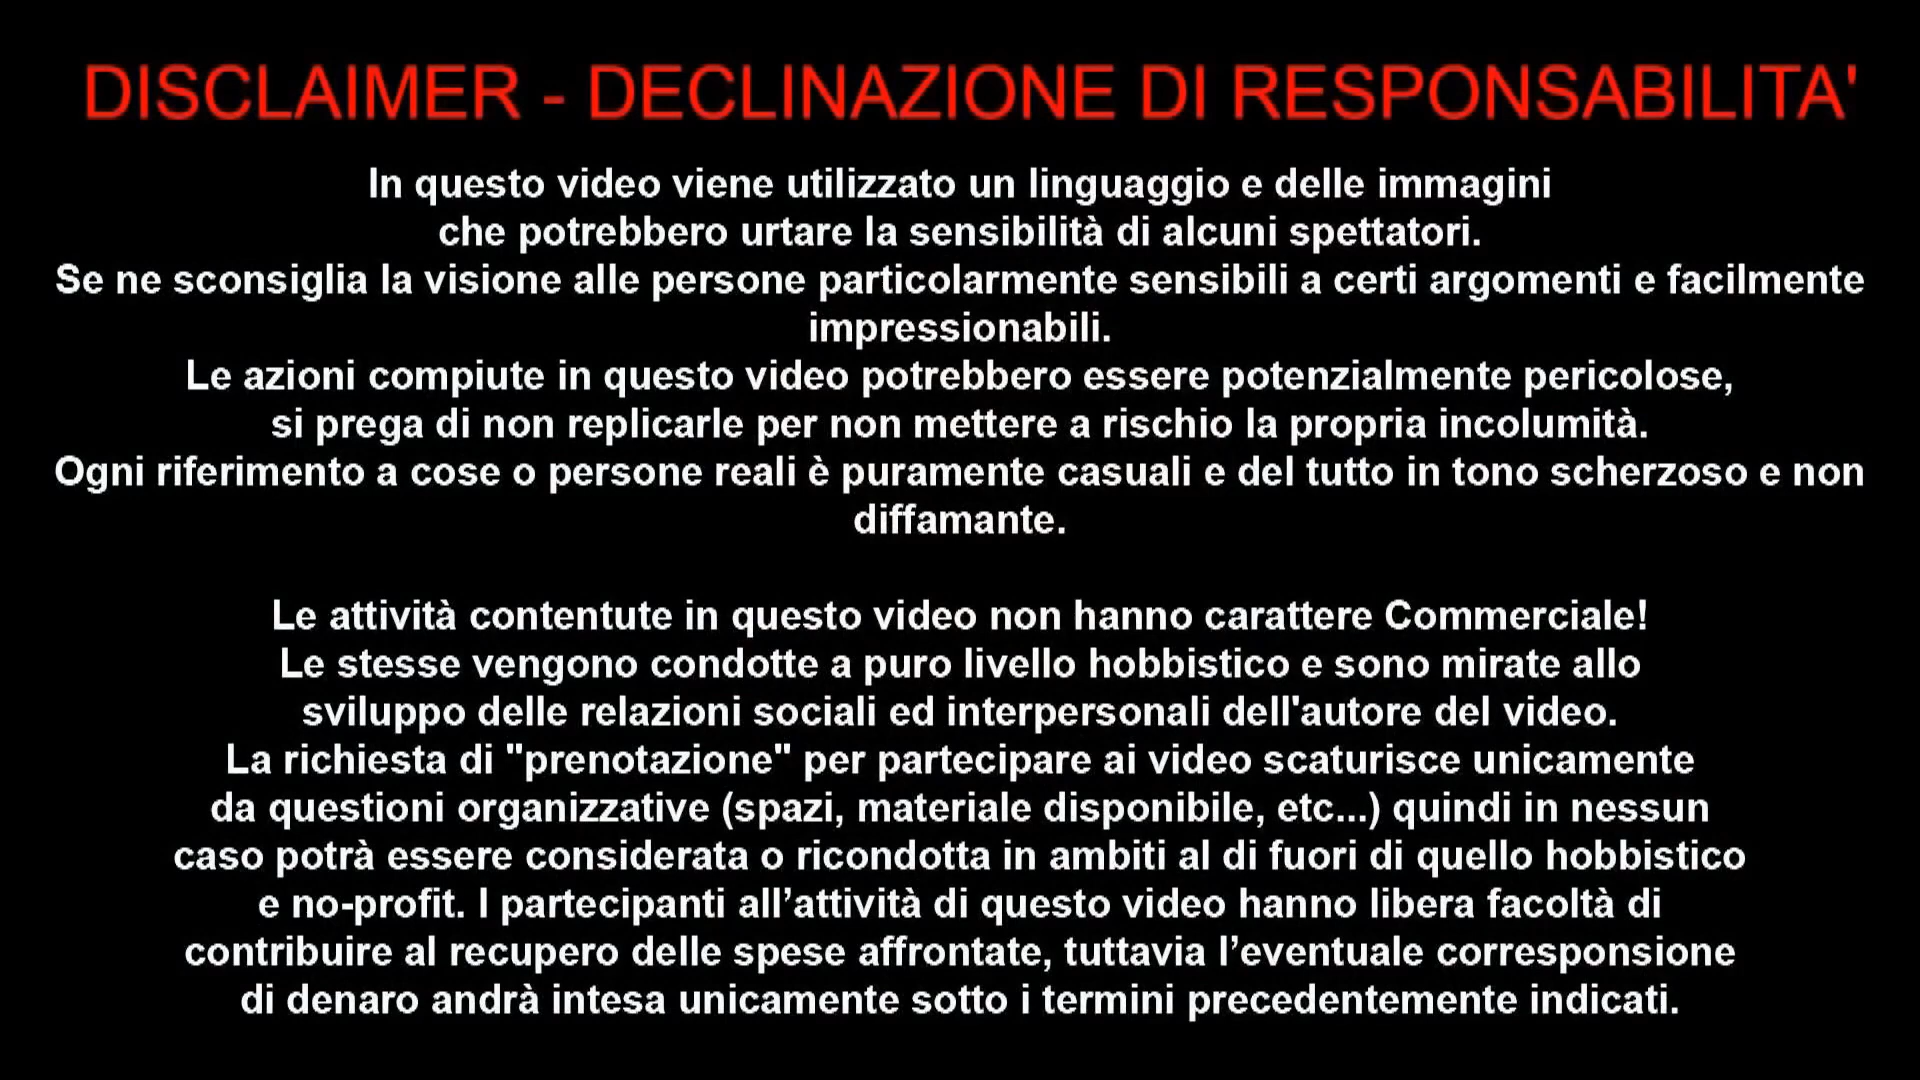 DISCLAIMER - DECLINAZIONE DI RESPONSABILITA'
In questo video viene utilizzato un linguaggio e delle immagini
che potrebbero urtare la sensibilità di alcuni spettatori.
Se ne sconsiglia la visione alle persone particolarmente sensibili a certi argomenti e facilmente
impressionabili.
Le azioni compiute in questo video potrebbero essere potenzialmente pericolose,
si prega di non replicarle per non mettere a rischio la propria incolumità.
Ogni riferimento a cose o persone reali è puramente casuali e del tutto in tono scherzoso e non
diffamante.
Le attività contentute in questo video non hanno carattere Commerciale!
Le stesse vengono condotte a puro livello hobbistico e sono mirate allo
sviluppo delle relazioni sociali ed interpersonali dell'autore del video.
La richiesta di "prenotazione" per partecipare ai video scaturisce unicamente
da questioni organizzative (spazi, materiale disponibile, etc...) quindi in nessun
caso potrà essere considerata o ricondotta in ambiti al di fuori di quello hobbistico
e no-profit. I partecipanti all’attività di questo video hanno libera facoltà di
contribuire al recupero delle spese affrontate, tuttavia l’eventuale corresponsione
di denaro andrà intesa unicamente sotto i termini precedentemente indicati.